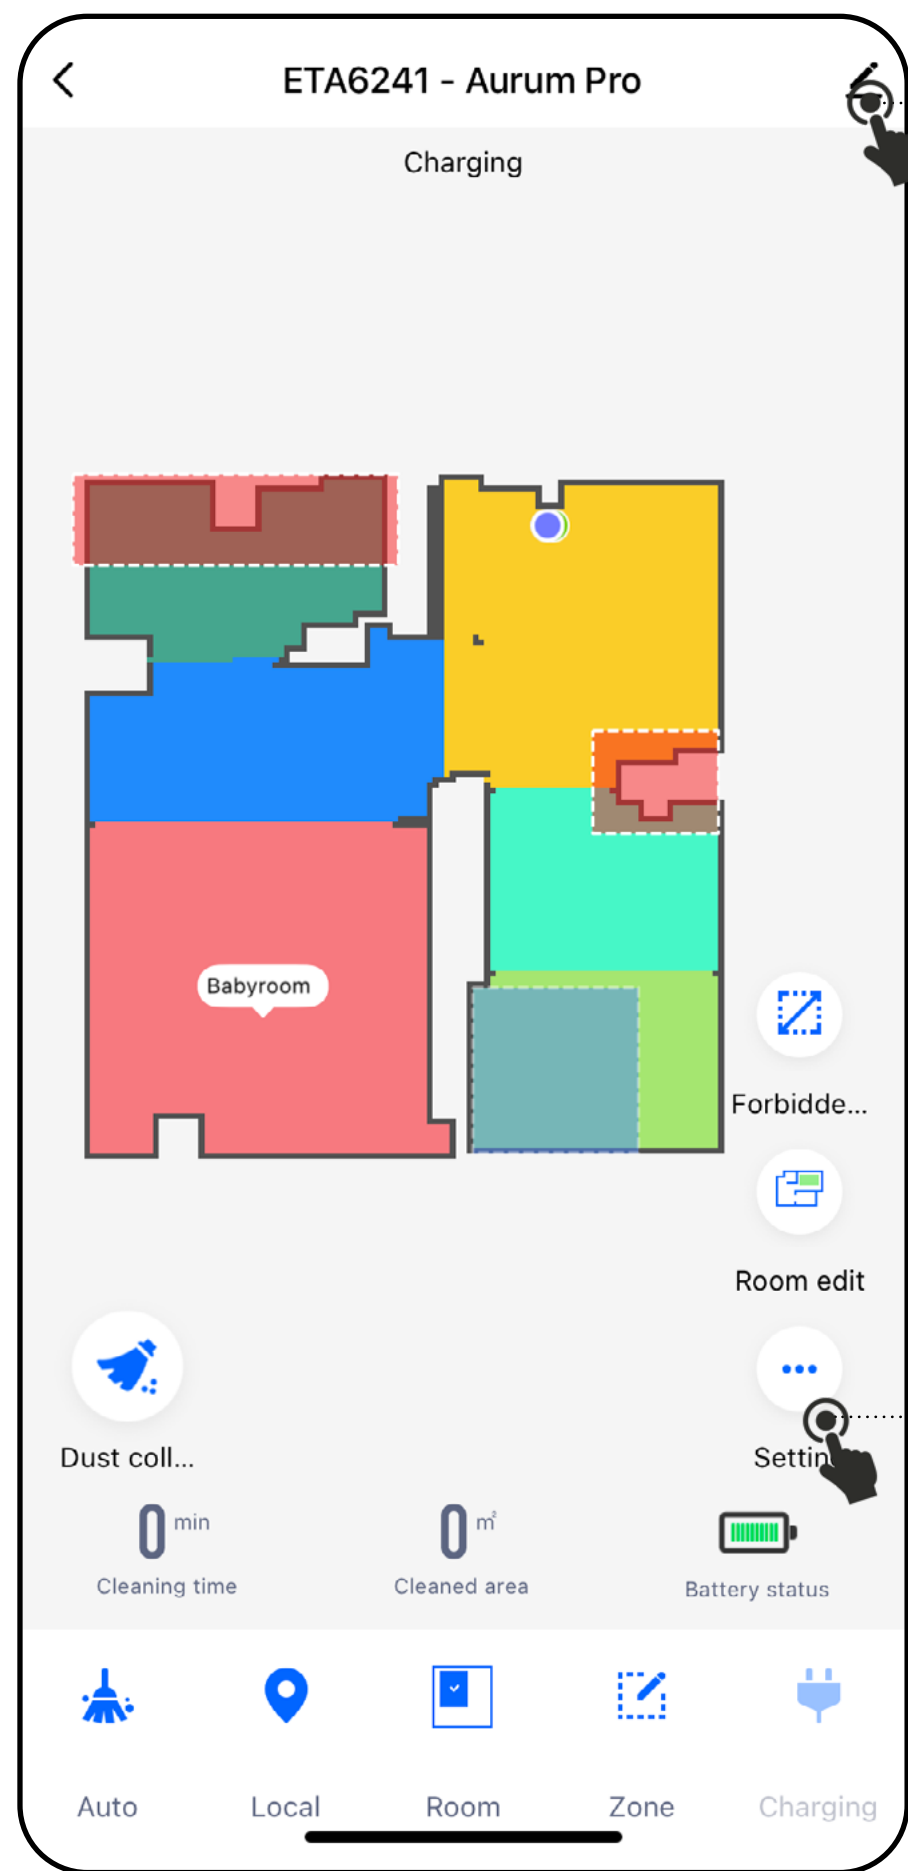 ETA6241 - Aurum Pro
Charging
Babyroom
Forbidde...
Room edit
Dust coll...
Settin
0 min
0 m²
Cleaning time
Cleaned area
Battery status
Auto
Local
Room
Zone
Charging